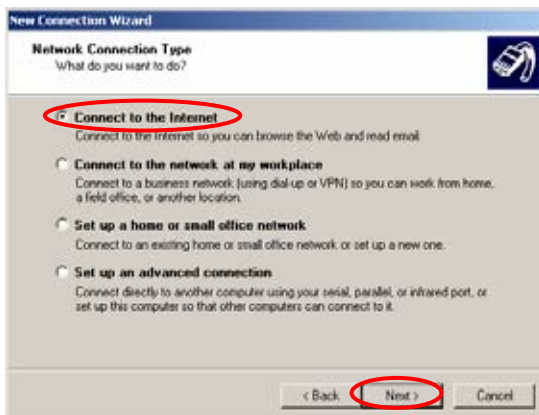 New Connection Wizard
Network Connection Type
What do you want to do?
Connect to the Internet
Connect to the Internet so you can browse the Web and read email.
Connect to the network at my workplace
Connect to a business network (using dial-up or VPN) so you can work from home,
a field office, or another location.
Set up a home or small office network
Connect to an existing home or small office network or set up a new one.
Set up an advanced connection
Connect directly to another computer using your serial, parallel, or infrared port, or
set up this computer so that other computers can connect to it.
< Back Next > Cancel